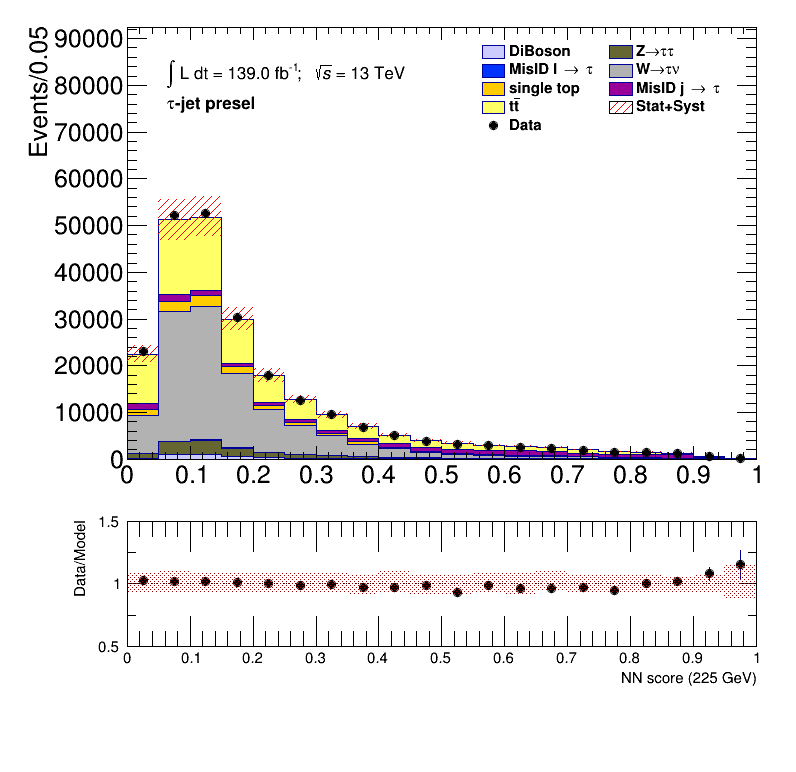 Events/0.05
90000
80000
70000
60000
50000
40000
30000
20000
10000
0
∫ L dt = 139.0 fb⁻¹;   √s = 13 TeV
τ-jet presel
DiBoson
MisID l → τ
single top
tt̄
Data
Z→ττ
W→τν
MisID j → τ
Stat+Syst
0 0.1 0.2 0.3 0.4 0.5 0.6 0.7 0.8 0.9 1
Data/Model
1.5
1
0.5
0 0.1 0.2 0.3 0.4 0.5 0.6 0.7 0.8 0.9 1
NN score (225 GeV)